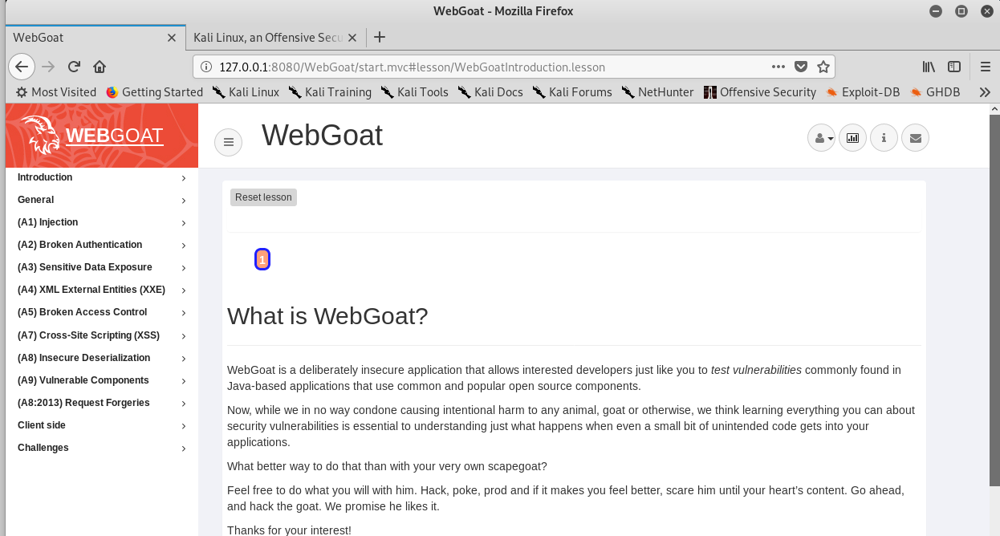 WebGoat - Mozilla Firefox
WebGoat
Kali Linux, an Offensive Secu
127.0.0.1:8080/WebGoat/start.mvc#lesson/WebGoatIntroduction.lesson
Most Visited Getting Started Kali Linux Kali Training Kali Tools Kali Docs Kali Forums NetHunter Offensive Security Exploit-DB GHDB
WEBGOAT
WebGoat
Introduction
General
(A1) Injection
(A2) Broken Authentication
(A3) Sensitive Data Exposure
(A4) XML External Entities (XXE)
(A5) Broken Access Control
(A7) Cross-Site Scripting (XSS)
(A8) Insecure Deserialization
(A9) Vulnerable Components
(A8:2013) Request Forgeries
Client side
Challenges
Reset lesson
1
What is WebGoat?
WebGoat is a deliberately insecure application that allows interested developers just like you to test vulnerabilities commonly found in
Java-based applications that use common and popular open source components.
Now, while we in no way condone causing intentional harm to any animal, goat or otherwise, we think learning everything you can about
security vulnerabilities is essential to understanding just what happens when even a small bit of unintended code gets into your
applications.
What better way to do that than with your very own scapegoat?
Feel free to do what you will with him. Hack, poke, prod and if it makes you feel better, scare him until your heart’s content. Go ahead,
and hack the goat. We promise he likes it.
Thanks for your interest!